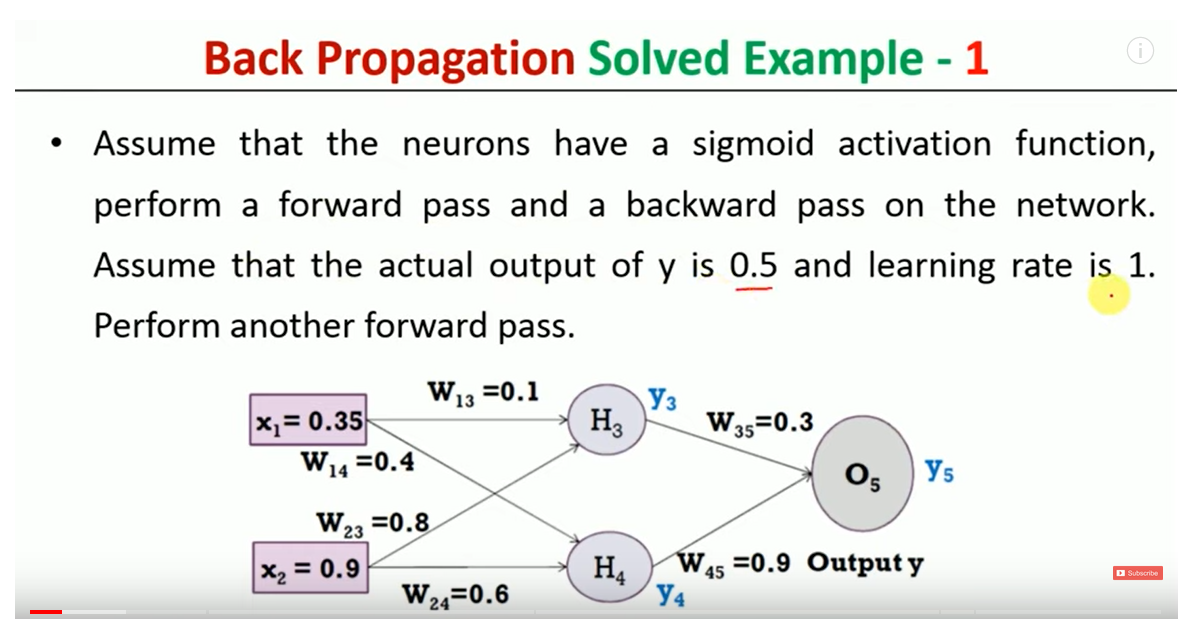 Back Propagation Solved Example - 1
• Assume that the neurons have a sigmoid activation function,
perform a forward pass and a backward pass on the network.
Assume that the actual output of y is 0.5 and learning rate is 1.
Perform another forward pass.
W₁₃ =0.1
y₃
x₁= 0.35
H₃
W₃₅=0.3
W₁₄ =0.4
O₅
y₅
W₂₃ =0.8
x₂ = 0.9
H₄
W₄₅ =0.9 Output y
W₂₄=0.6
y₄
Subscribe